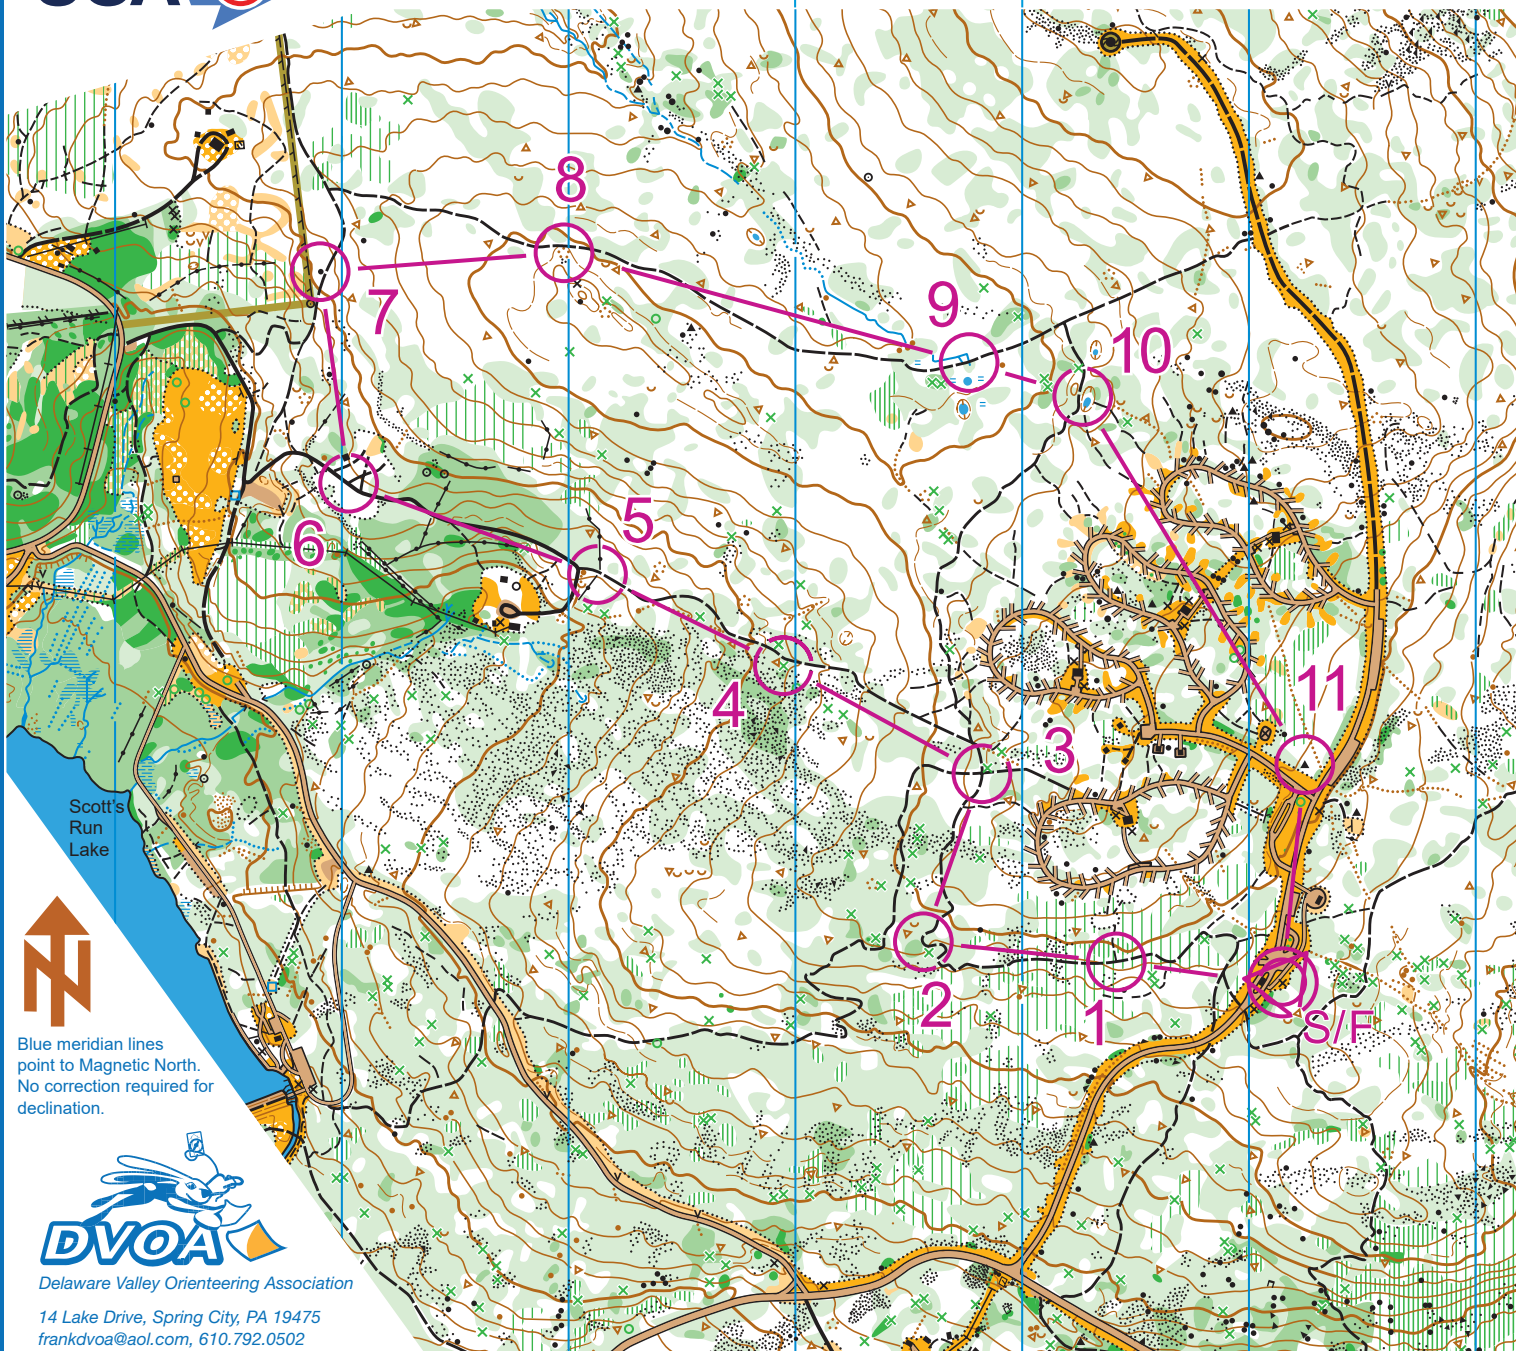 8
7
9
10
5
6
4
3
11
2
1
S/F
Scott's
Run
Lake
N
Blue meridian lines
point to Magnetic North.
No correction required for
declination.
DVOA
Delaware Valley Orienteering Association
14 Lake Drive, Spring City, PA 19475
frankdvoa@aol.com, 610.792.0502